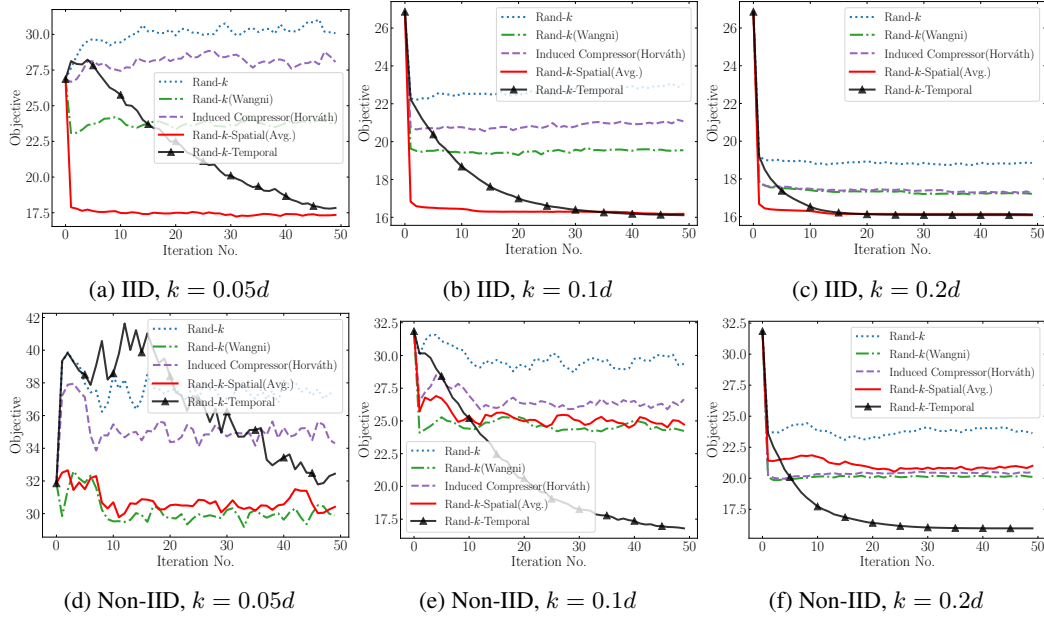 30.0
27.5
25.0
22.5
20.0
17.5
Objective
Rand-k
Rand-k(Wangni)
Induced Compressor(Horváth)
Rand-k-Spatial(Avg.)
Rand-k-Temporal
0 10 20 30 40 50
Iteration No.
(a) IID, k = 0.05d
26
24
22
20
18
16
Objective
Rand-k
Rand-k(Wangni)
Induced Compressor(Horváth)
Rand-k-Spatial(Avg.)
Rand-k-Temporal
0 10 20 30 40 50
Iteration No.
(b) IID, k = 0.1d
26
24
22
20
18
16
Objective
Rand-k
Rand-k(Wangni)
Induced Compressor(Horváth)
Rand-k-Spatial(Avg.)
Rand-k-Temporal
0 10 20 30 40 50
Iteration No.
(c) IID, k = 0.2d
42
40
38
36
34
32
30
Objective
Rand-k
Rand-k(Wangni)
Induced Compressor(Horváth)
Rand-k-Spatial(Avg.)
Rand-k-Temporal
0 10 20 30 40 50
Iteration No.
(d) Non-IID, k = 0.05d
32.5
30.0
27.5
25.0
22.5
20.0
17.5
Objective
Rand-k
Rand-k(Wangni)
Induced Compressor(Horváth)
Rand-k-Spatial(Avg.)
Rand-k-Temporal
0 10 20 30 40 50
Iteration No.
(e) Non-IID, k = 0.1d
32.5
30.0
27.5
25.0
22.5
20.0
17.5
Objective
Rand-k
Rand-k(Wangni)
Induced Compressor(Horváth)
Rand-k-Spatial(Avg.)
Rand-k-Temporal
0 10 20 30 40 50
Iteration No.
(f) Non-IID, k = 0.2d